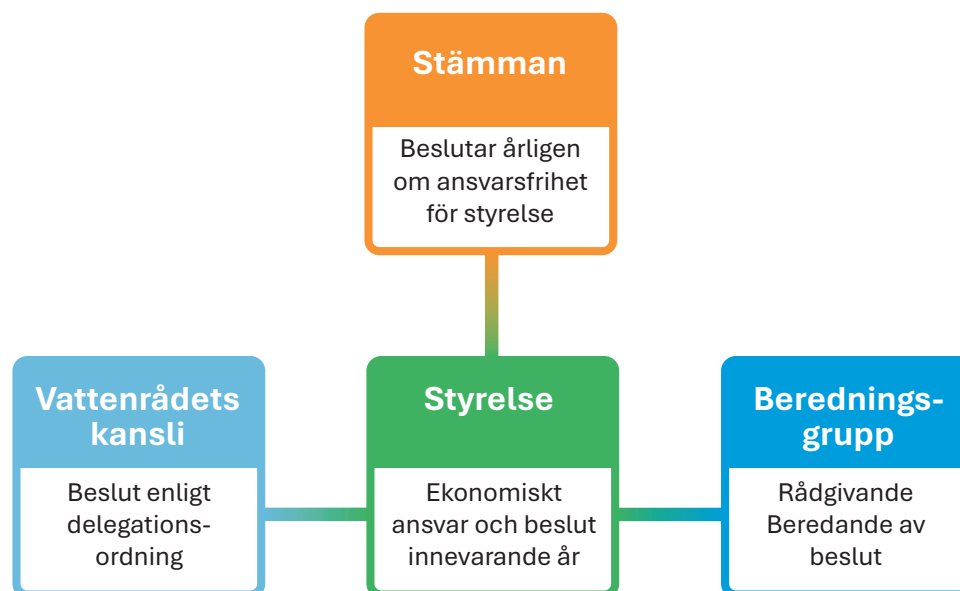 Stämman
Beslutar årligen
om ansvarsfrihet
för styrelse
Vattenrådets
kansli
Beslut enligt
delegations-
ordning
Styrelse
Ekonomiskt
ansvar och beslut
innevarande år
Berednings-
grupp
Rådgivande
Beredande av
beslut